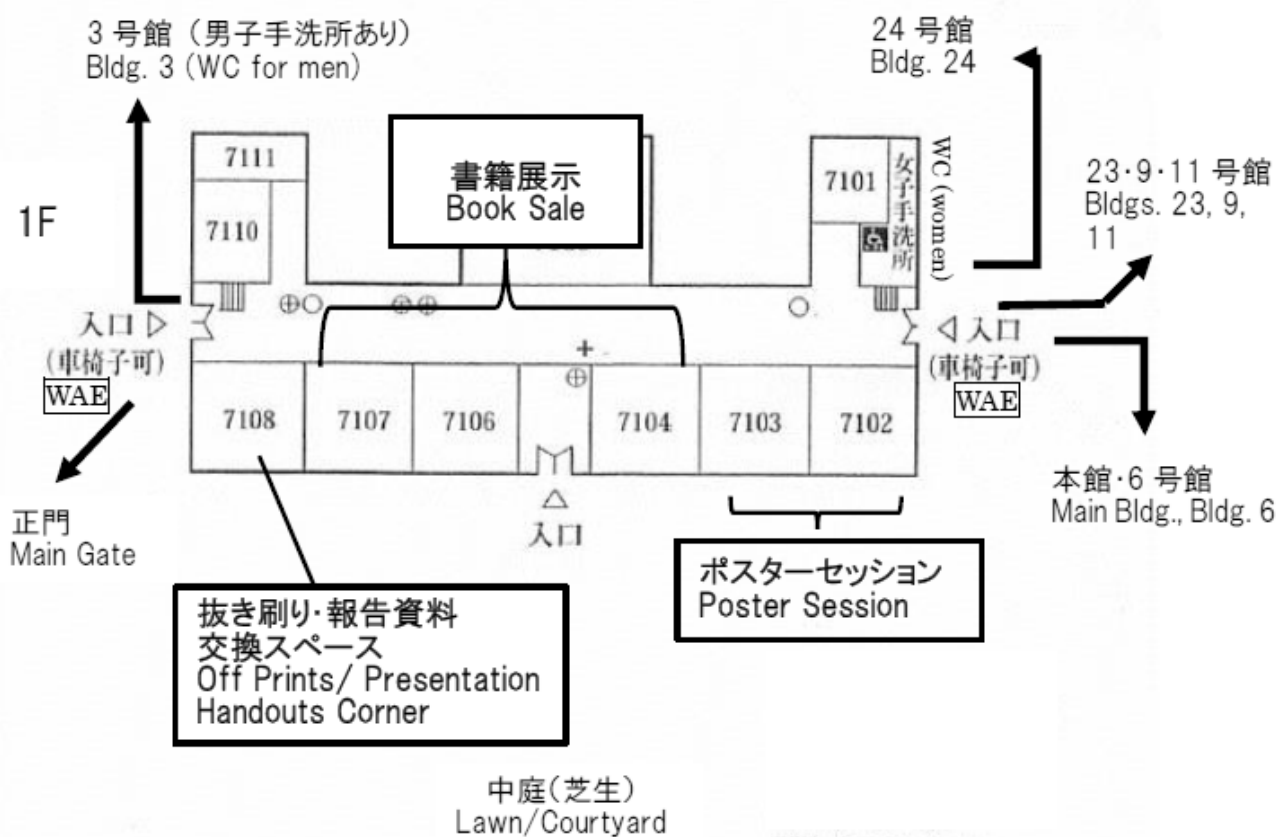 3 号館 （男子手洗所あり）
Bldg. 3 (WC for men)
24 号館
Bldg. 24
1F
7111
7110
書籍展示
Book Sale
7101
女子手洗所
WC (women)
23・9・11 号館
Bldgs. 23, 9,
11
入口
(車椅子可)
WAE
入口
(車椅子可)
WAE
7108
7107
7106
7104
7103
7102
入口
正門
Main Gate
本館・6 号館
Main Bldg., Bldg. 6
抜き刷り・報告資料
交換スペース
Off Prints/ Presentation
Handouts Corner
ポスターセッション
Poster Session
中庭(芝生)
Lawn/Courtyard